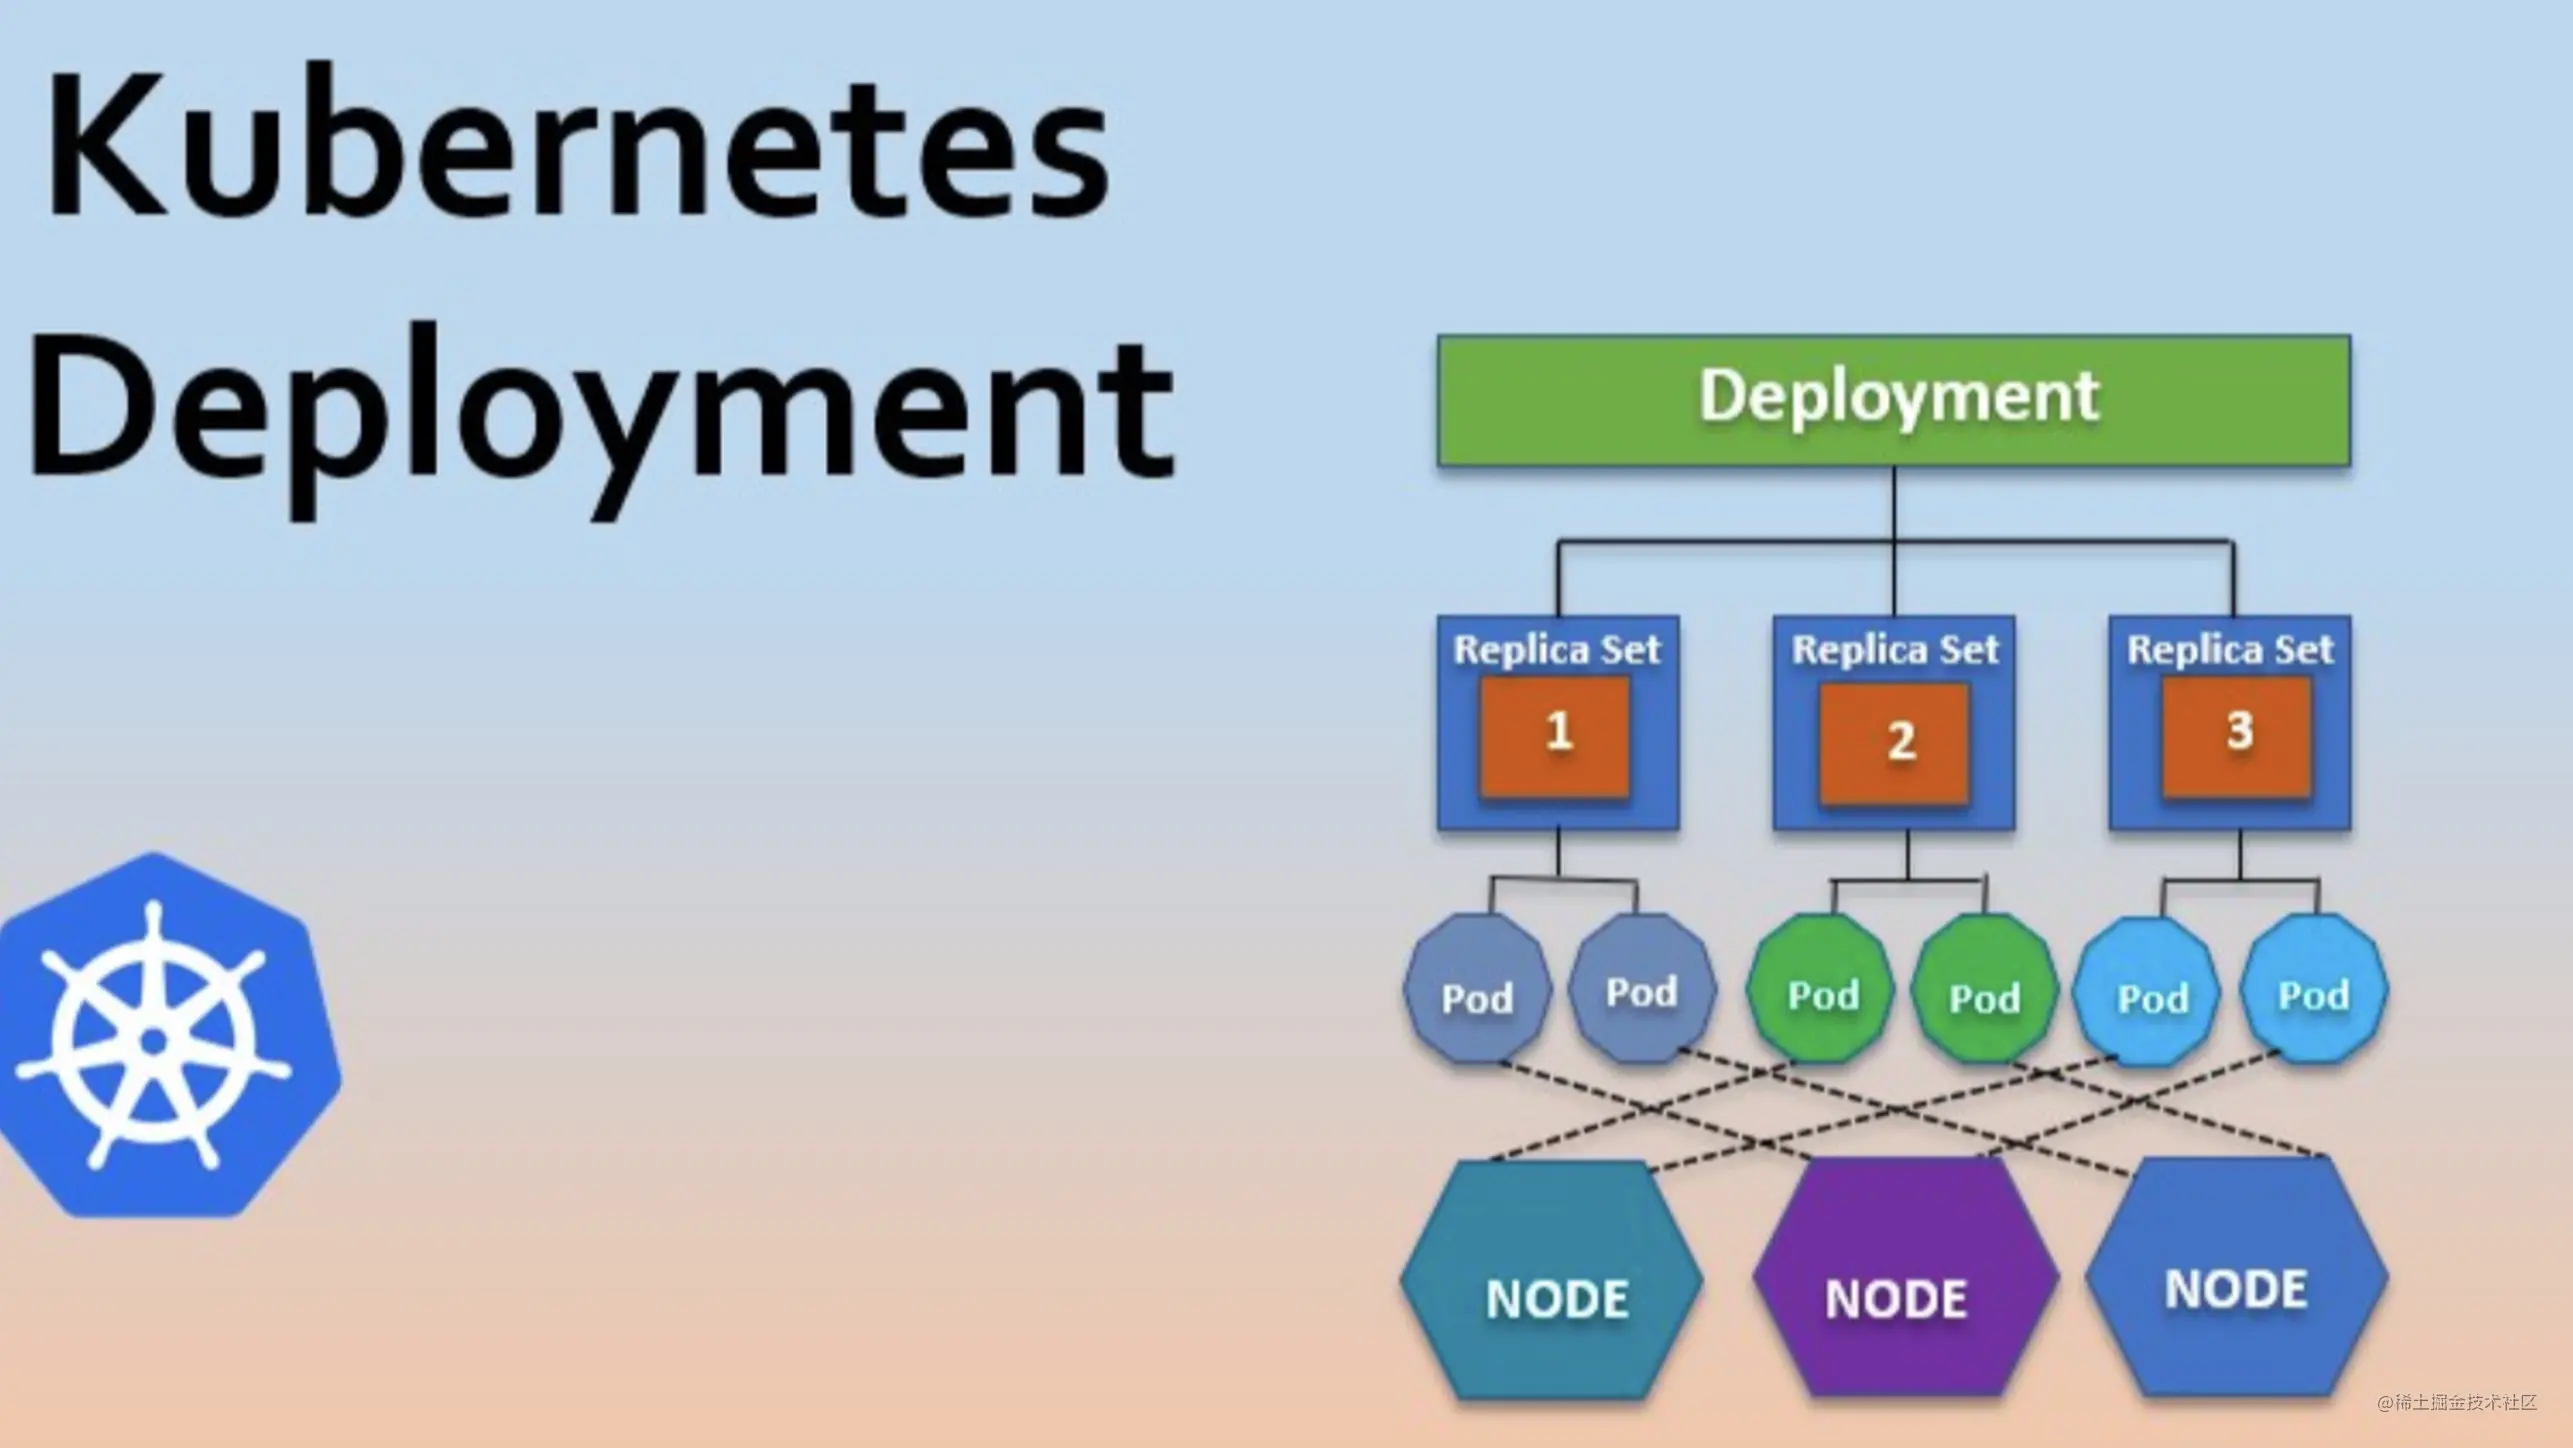 Kubernetes
Deployment
Deployment
Replica Set
1
Replica Set
2
Replica Set
3
Pod
Pod
Pod
Pod
Pod
Pod
NODE
NODE
NODE
@稀土掘金技术社区